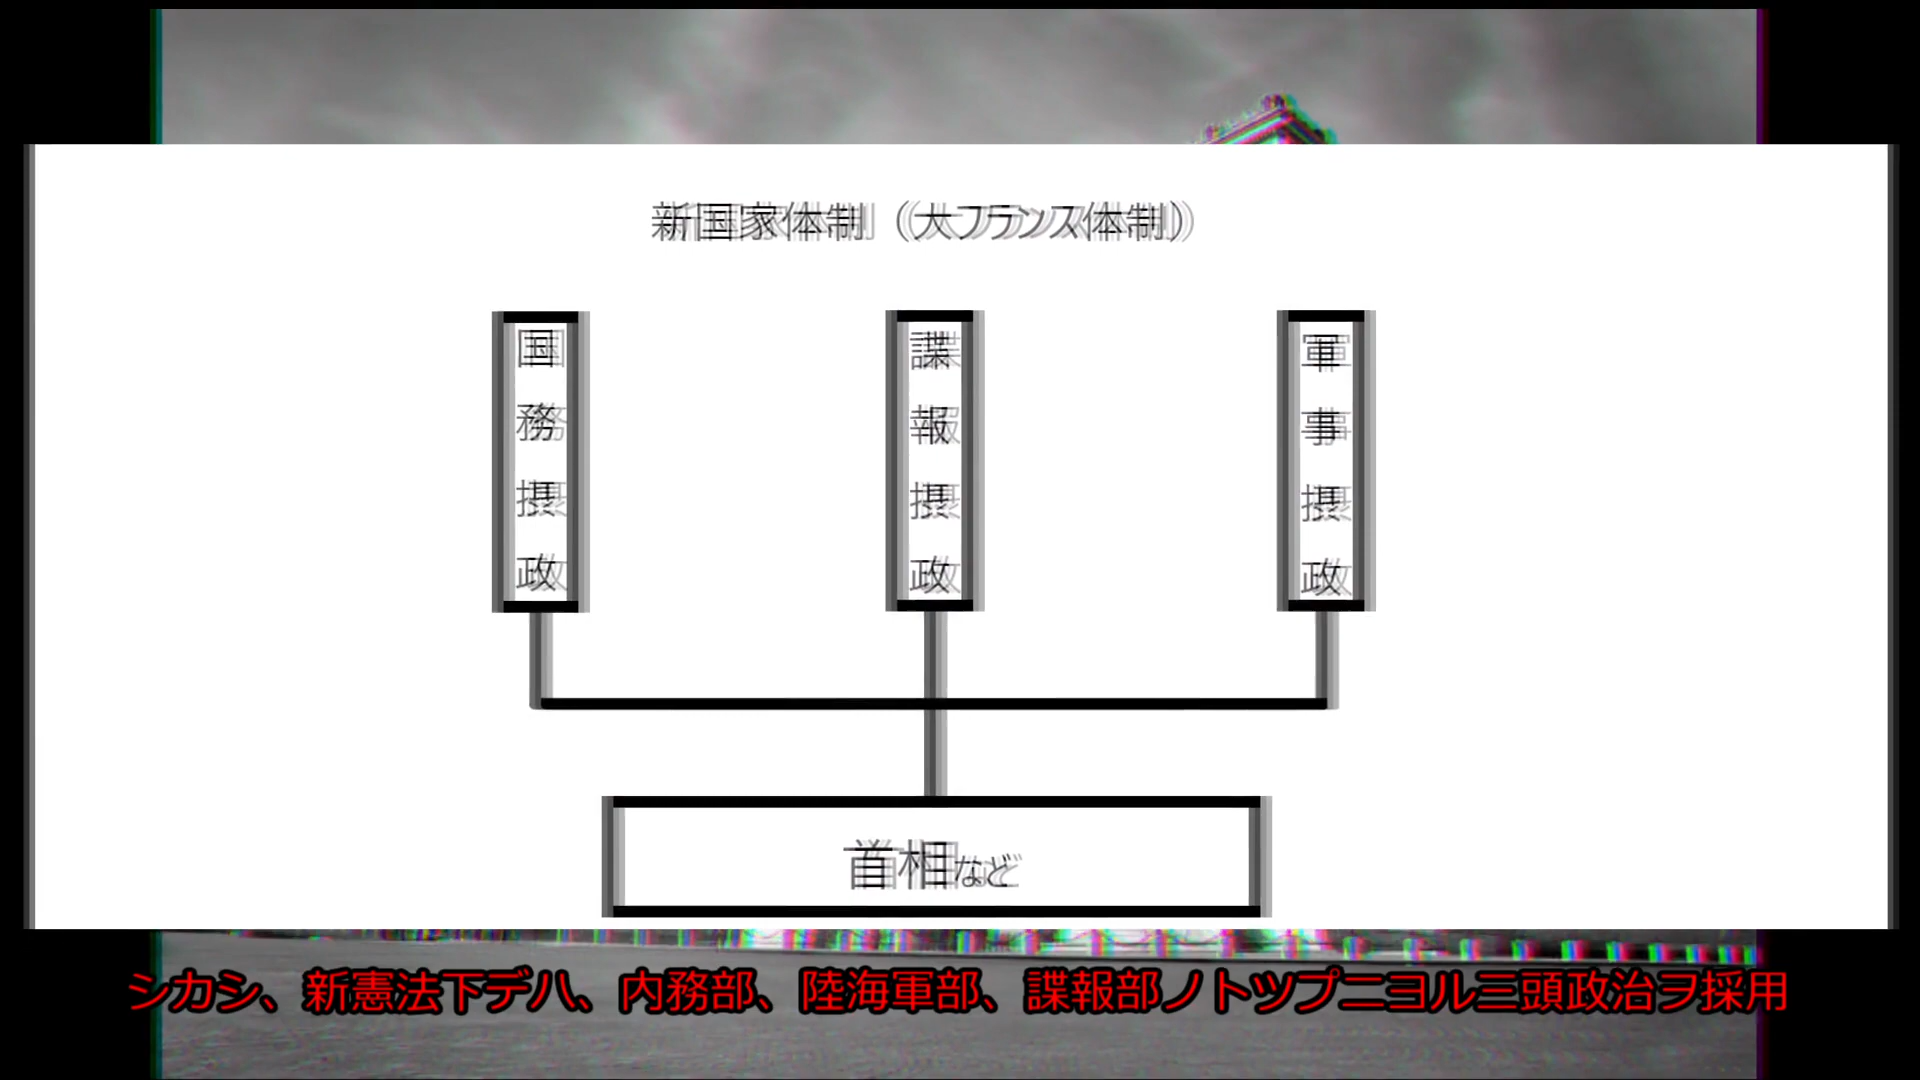 新国家体制（大フランス体制）
国務摂政
諜報摂政
軍事摂政
首相など
シカシ、新憲法下デハ、内務部、陸海軍部、諜報部ノトップニヨル三頭政治ヲ採用